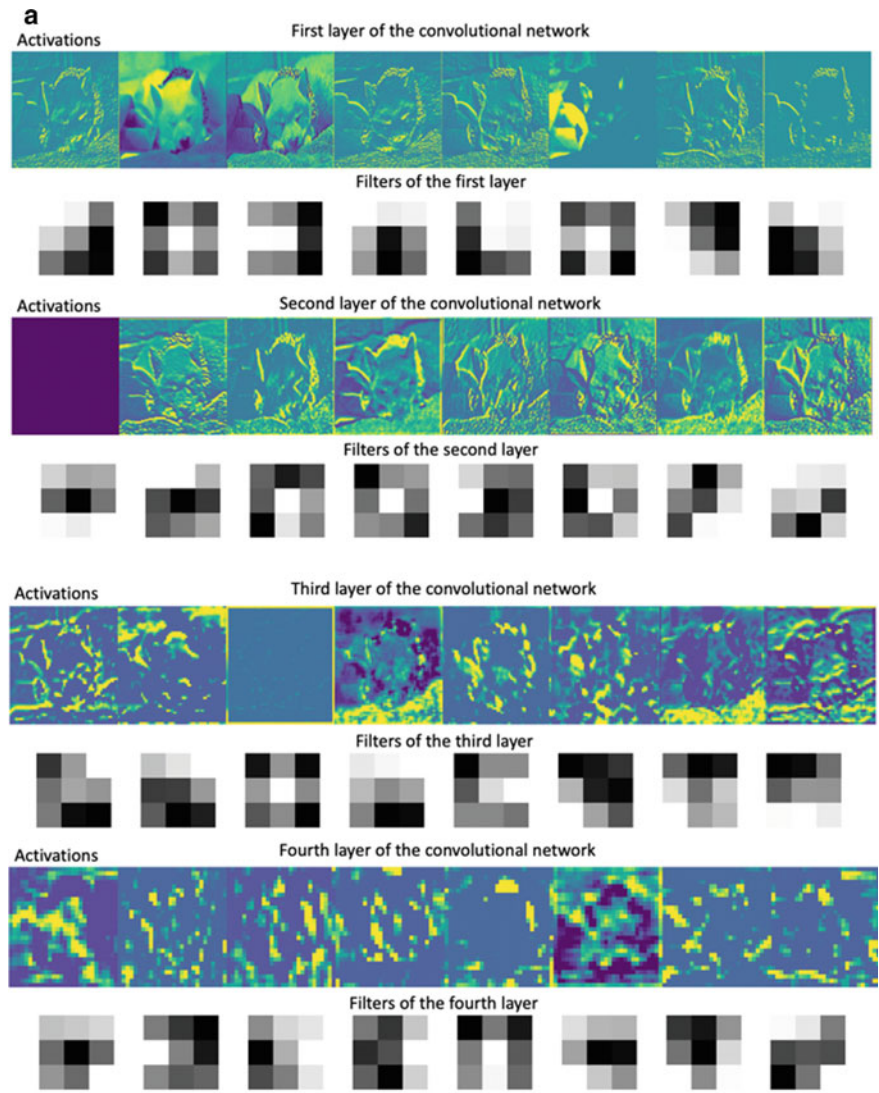 a
First layer of the convolutional network
Activations
Filters of the first layer
Second layer of the convolutional network
Activations
Filters of the second layer
Third layer of the convolutional network
Activations
Filters of the third layer
Fourth layer of the convolutional network
Activations
Filters of the fourth layer